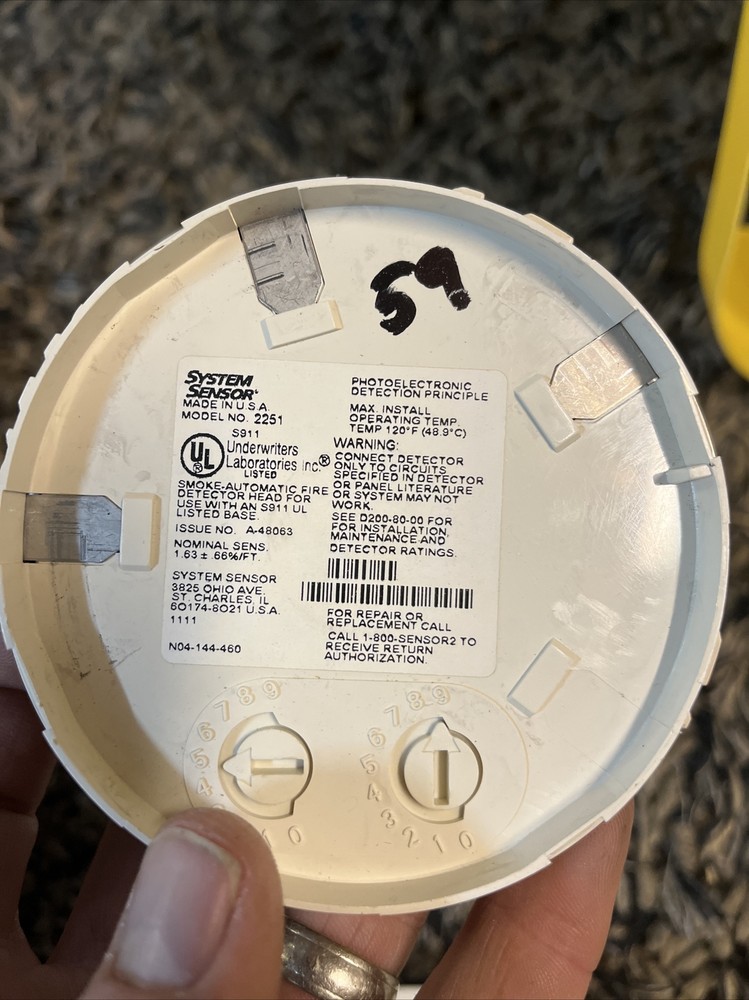 59
SYSTEM
SENSOR®
MADE IN U.S.A.
MODEL NO. 2251
S911
UL
Underwriters
Laboratories Inc.®
LISTED
SMOKE-AUTOMATIC FIRE
DETECTOR HEAD FOR
USE WITH AN S911 UL
LISTED BASE.
ISSUE NO. A-48063
NOMINAL SENS.
1.63 ± .66%/FT.
SYSTEM SENSOR
3825 OHIO AVE.
ST. CHARLES, IL
60174-8021 U.S.A.
1111
N04-144-460
PHOTOELECTRONIC
DETECTION PRINCIPLE
MAX. INSTALL
OPERATING TEMP.
TEMP 120°F (48.9°C)
WARNING:
CONNECT DETECTOR
ONLY TO CIRCUITS
SPECIFIED IN DETECTOR
OR PANEL LITERATURE
OR SYSTEM MAY NOT
WORK.
SEE D200-80-00 FOR
FOR INSTALLATION,
MAINTENANCE AND
DETECTOR RATINGS.
FOR REPAIR OR
REPLACEMENT CALL
CALL 1-800-SENSOR2 TO
RECEIVE RETURN
AUTHORIZATION.
0 1 4 5 6 7 8 9
0 1 2 3 4 5 6 7 8 9